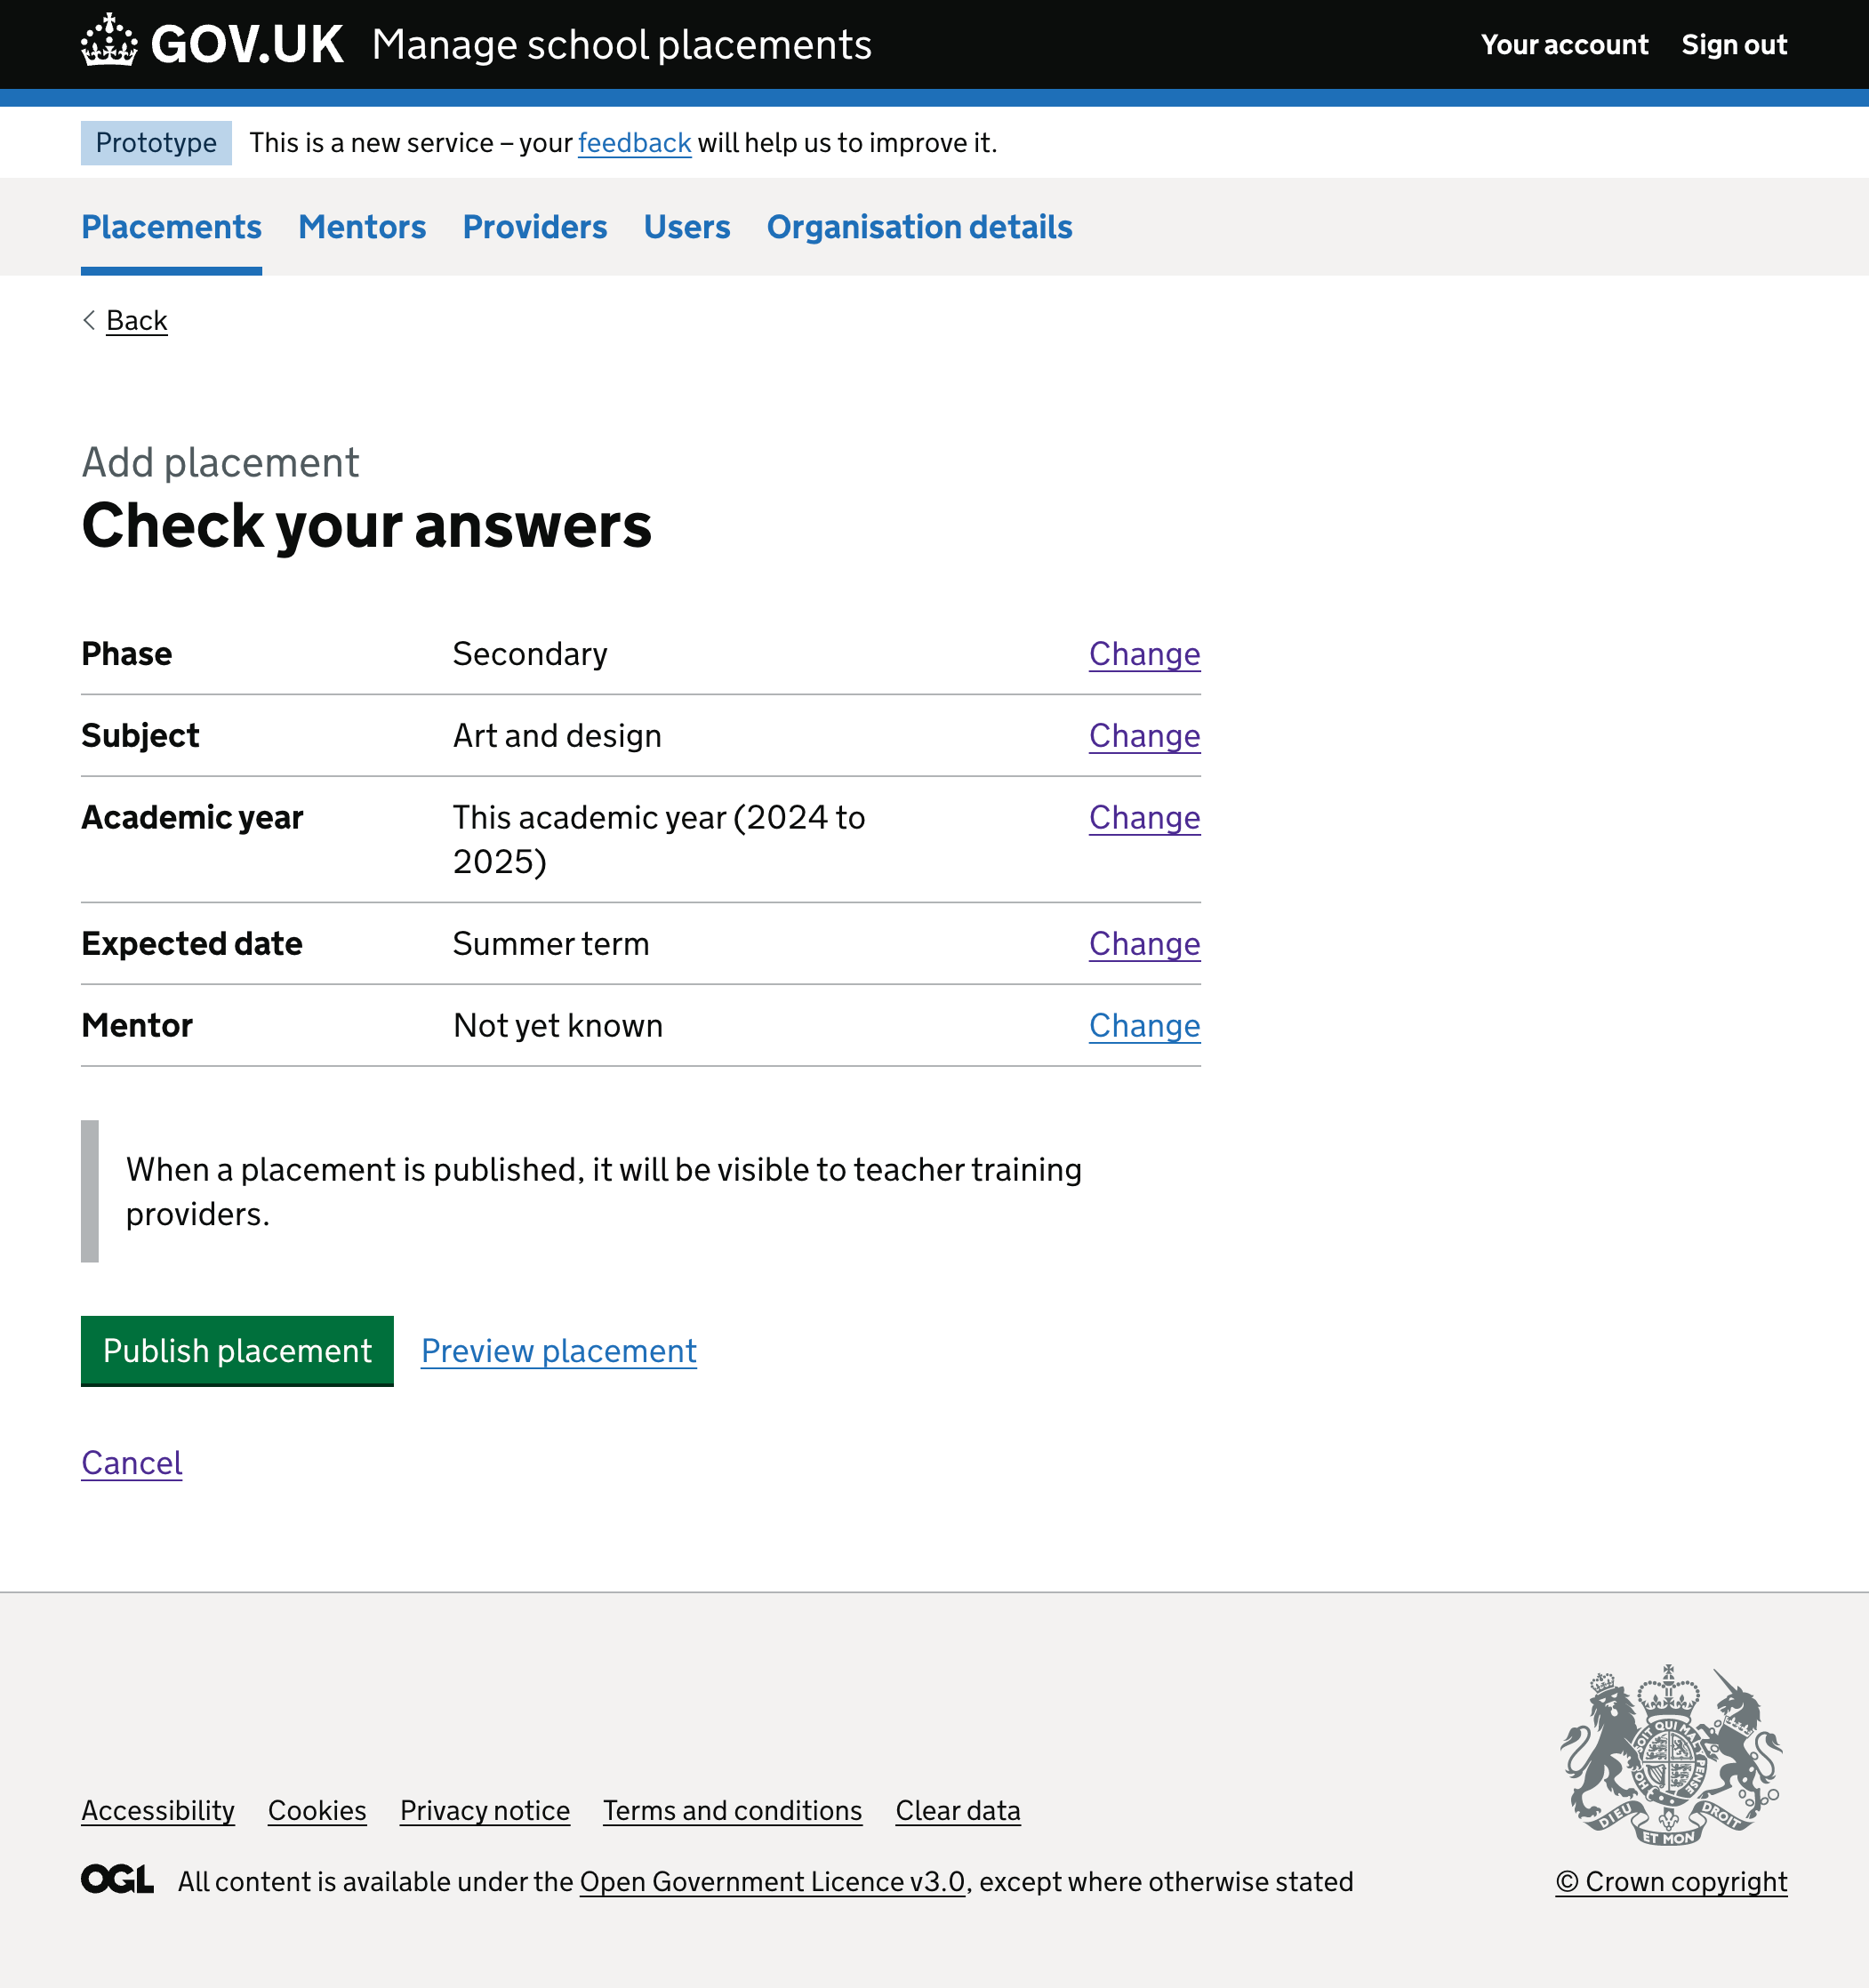 GOV.UK Manage school placements Your account Sign out
Prototype This is a new service – your feedback will help us to improve it.
Placements Mentors Providers Users Organisation details
Back
Add placement
Check your answers
Phase Secondary Change
Subject Art and design Change
Academic year This academic year (2024 to Change
2025)
Expected date Summer term Change
Mentor Not yet known Change
When a placement is published, it will be visible to teacher training
providers.
Publish placement Preview placement
Cancel
Accessibility Cookies Privacy notice Terms and conditions Clear data
DIEU ET MON DROIT
OGL All content is available under the Open Government Licence v3.0, except where otherwise stated © Crown copyright